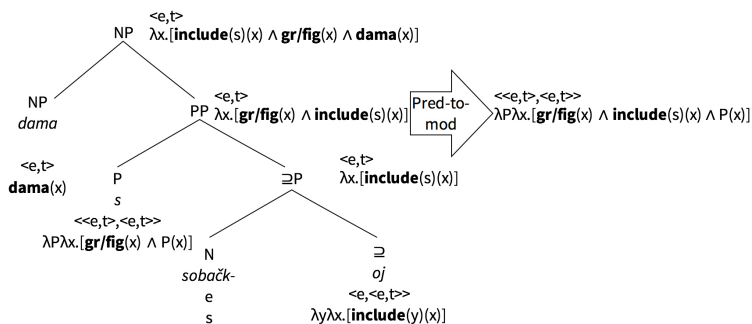 <e,t>
NP λx.[include(s)(x) ∧ gr/fig(x) ∧ dama(x)]
NP
dama
<e,t>
PP λx.[gr/fig(x) ∧ include(s)(x)]
Pred-to-
mod
<<e,t>,<e,t>>
λPλx.[gr/fig(x) ∧ include(s)(x) ∧ P(x)]
<e,t>
dama(x)
P
s
<<e,t>,<e,t>>
λPλx.[gr/fig(x) ∧ P(x)]
<e,t>
⊇P λx.[include(s)(x)]
N
sobačk-
e
s
⊇
oj
<e,<e,t>>
λyλx.[include(y)(x)]